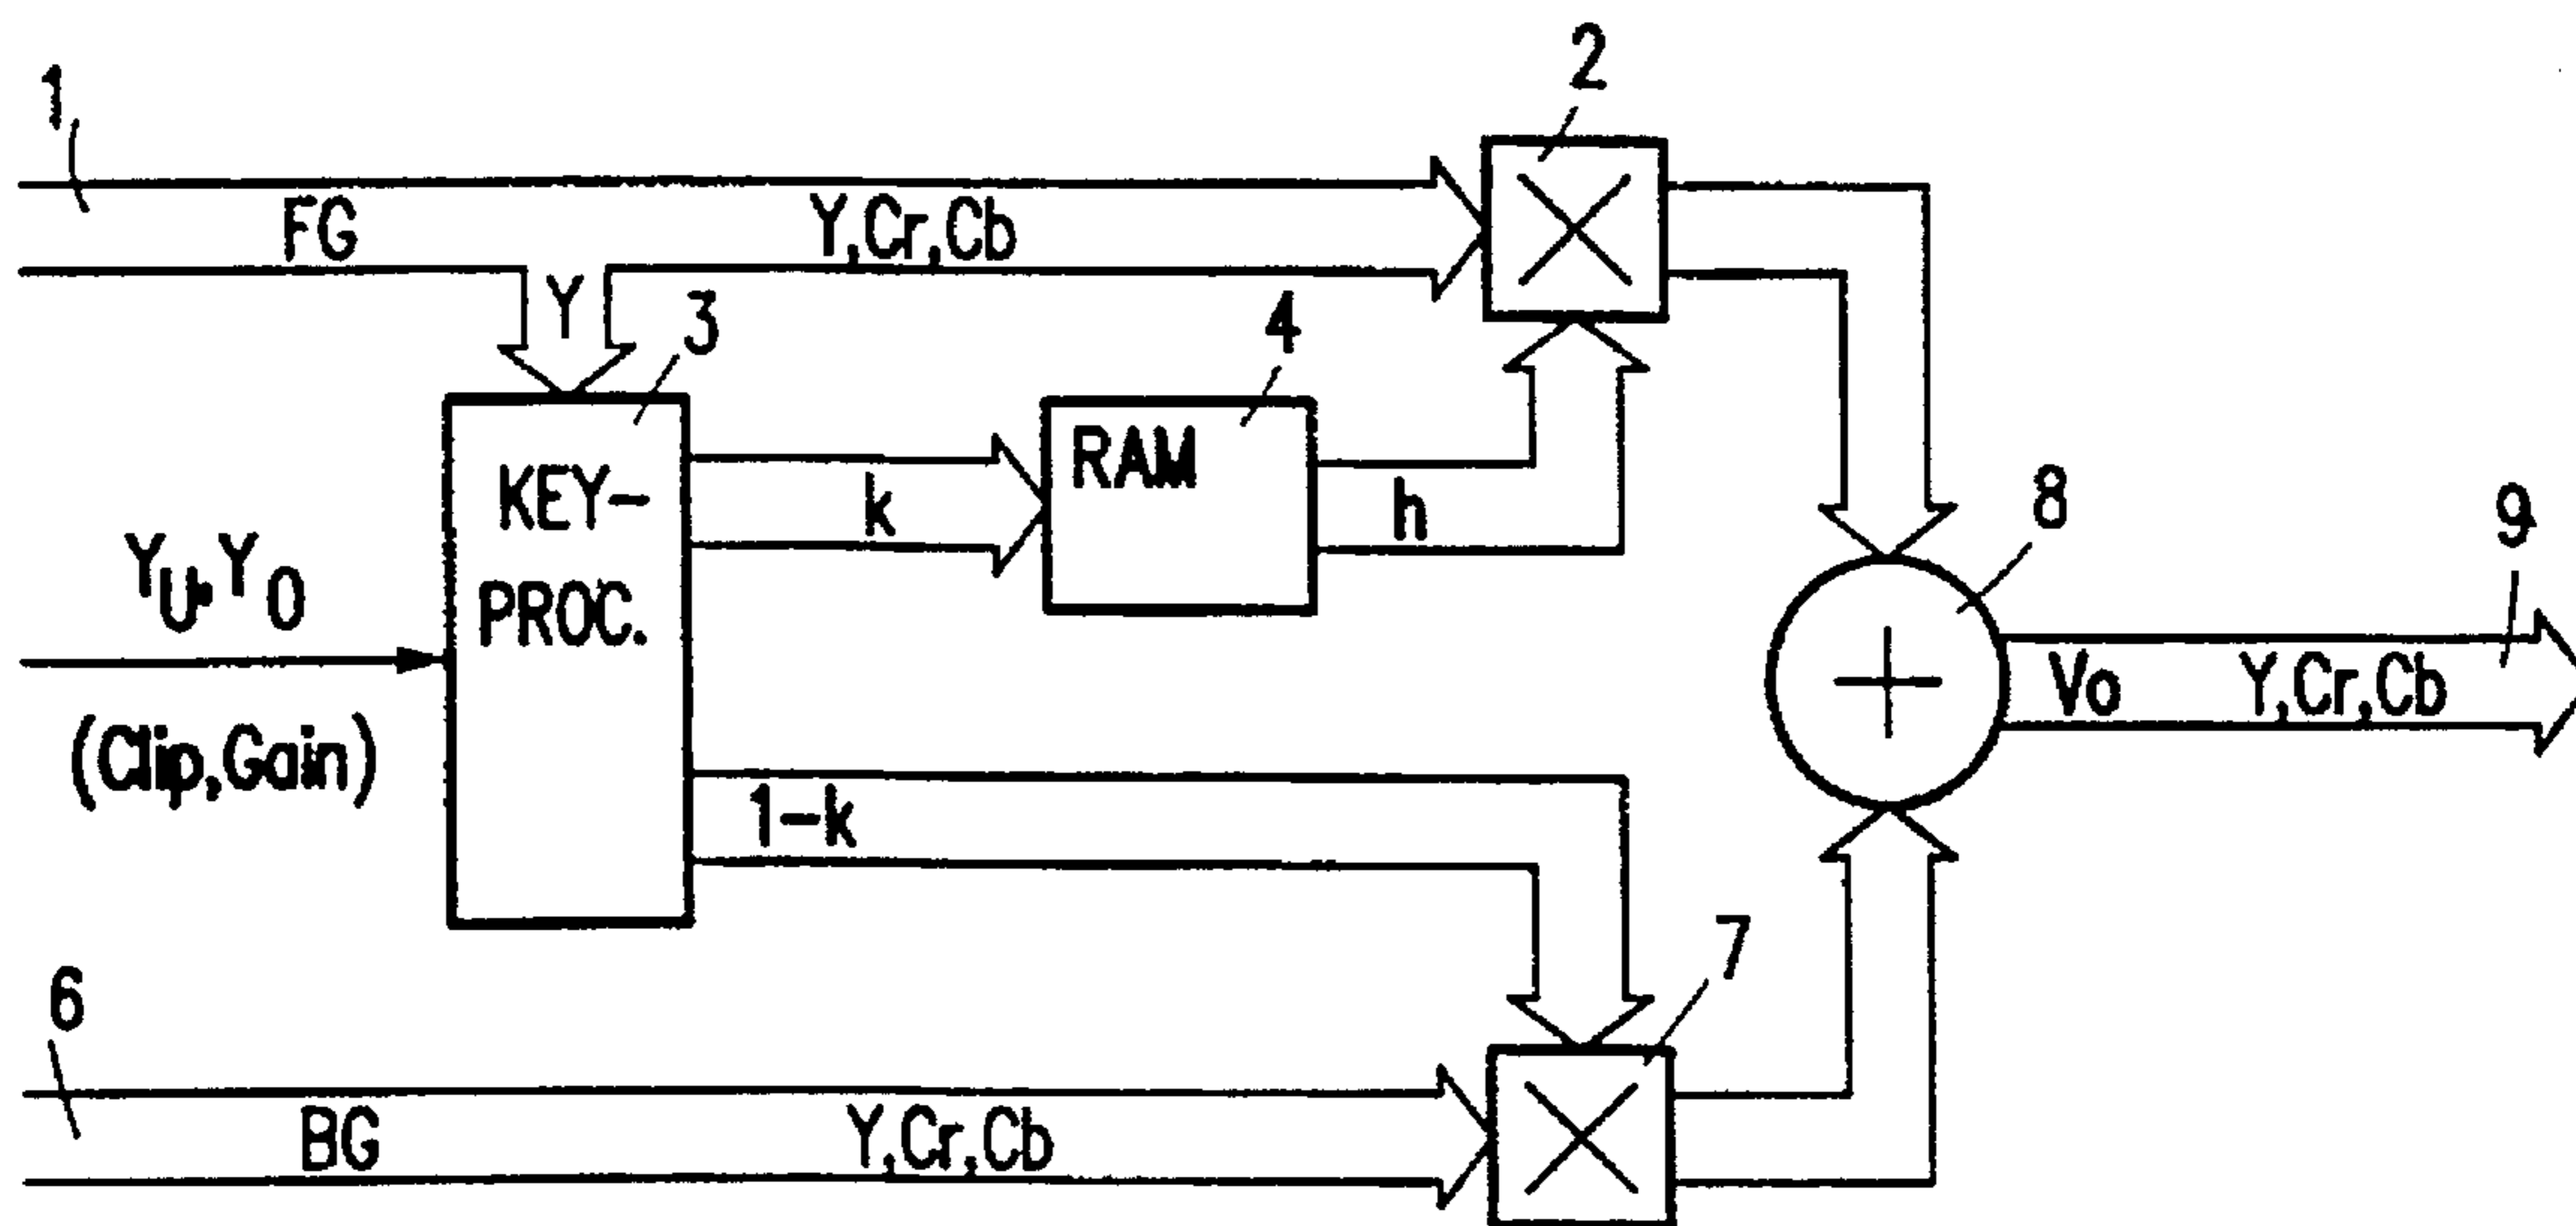 1
2
FG
Y,Cr,Cb
Y
3
4
KEY-
PROC.
k
RAM
h
YU,YO
(Clip,Gain)
8
9
Vo
Y,Cr,Cb
1-k
6
7
BG
Y,Cr,Cb